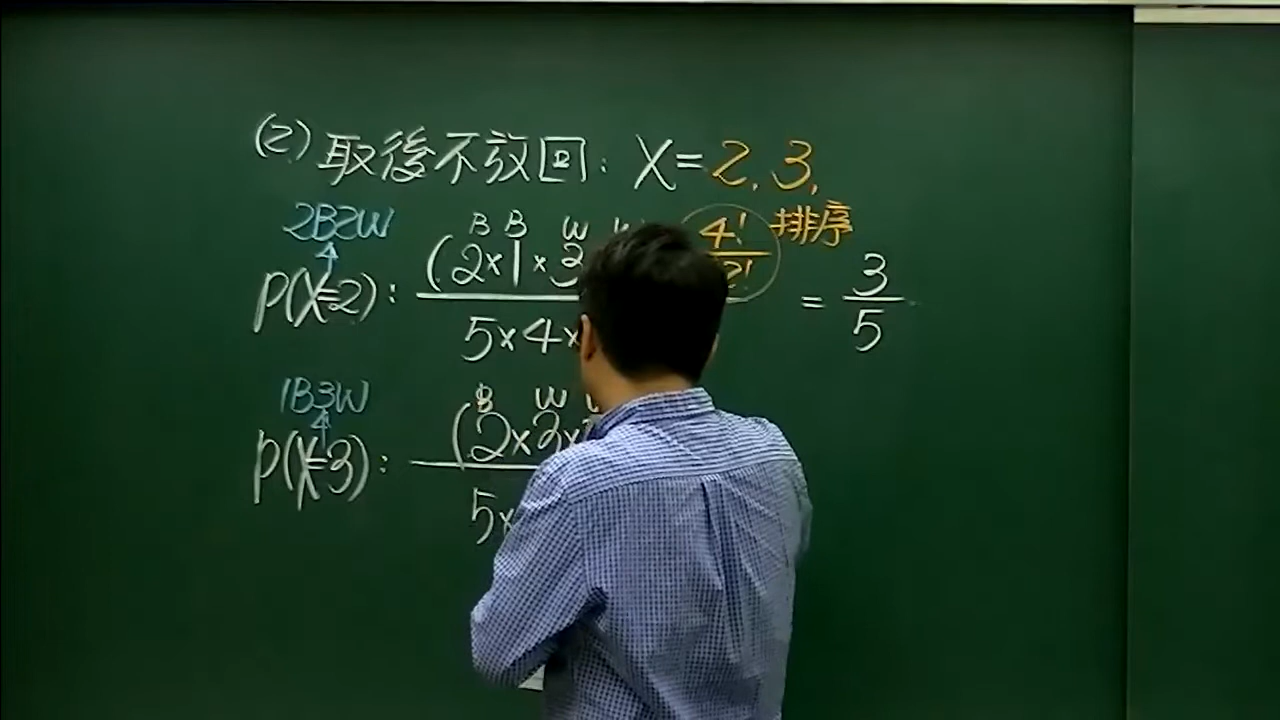 (2) 取後不放回: X=2, 3,
2B2W B B W 4! 排序
P(X=2): (2×1×3 2! = 3
5×4× 5
1B3W B W
P(X=3): (2×3×
5×